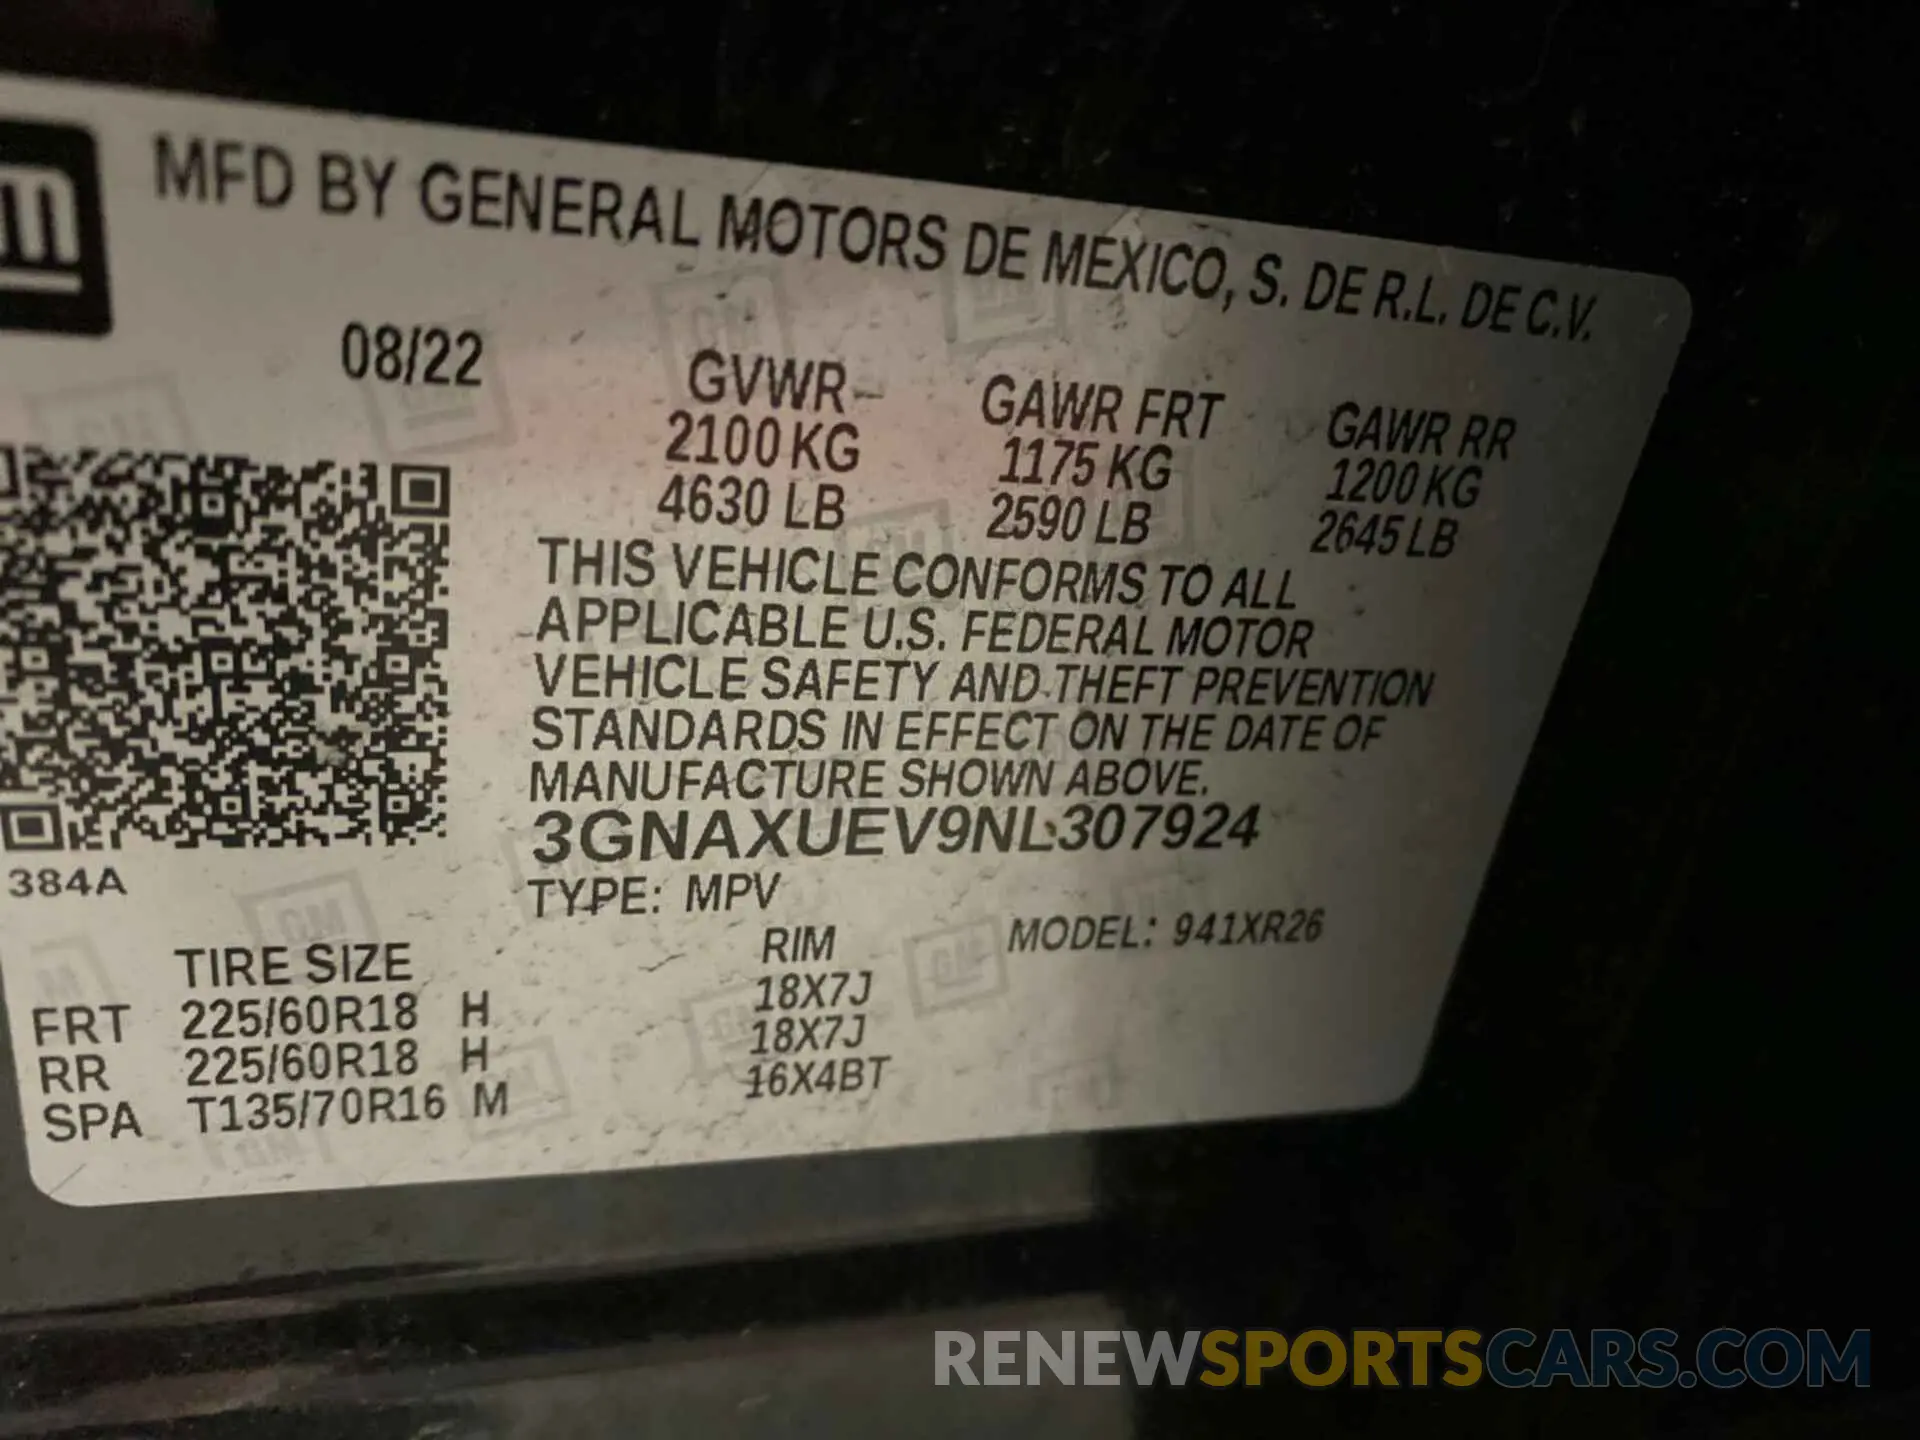 MFD BY GENERAL MOTORS DE MEXICO, S. DE R.L. DE C.V.
08/22 GVWR GAWR FRT GAWR RR
2100 KG 1175 KG 1200 KG
4630 LB 2590 LB 2645 LB
THIS VEHICLE CONFORMS TO ALL
APPLICABLE U.S. FEDERAL MOTOR
VEHICLE SAFETY AND THEFT PREVENTION
STANDARDS IN EFFECT ON THE DATE OF
MANUFACTURE SHOWN ABOVE.
3GNAXUEV9NL307924
384A
TYPE: MPV MODEL: 941XR26
TIRE SIZE RIM
FRT 225/60R18 H 18X7J
RR 225/60R18 H 18X7J
SPA T135/70R16 M 16X4BT
RENEWSPORTSCARS.COM